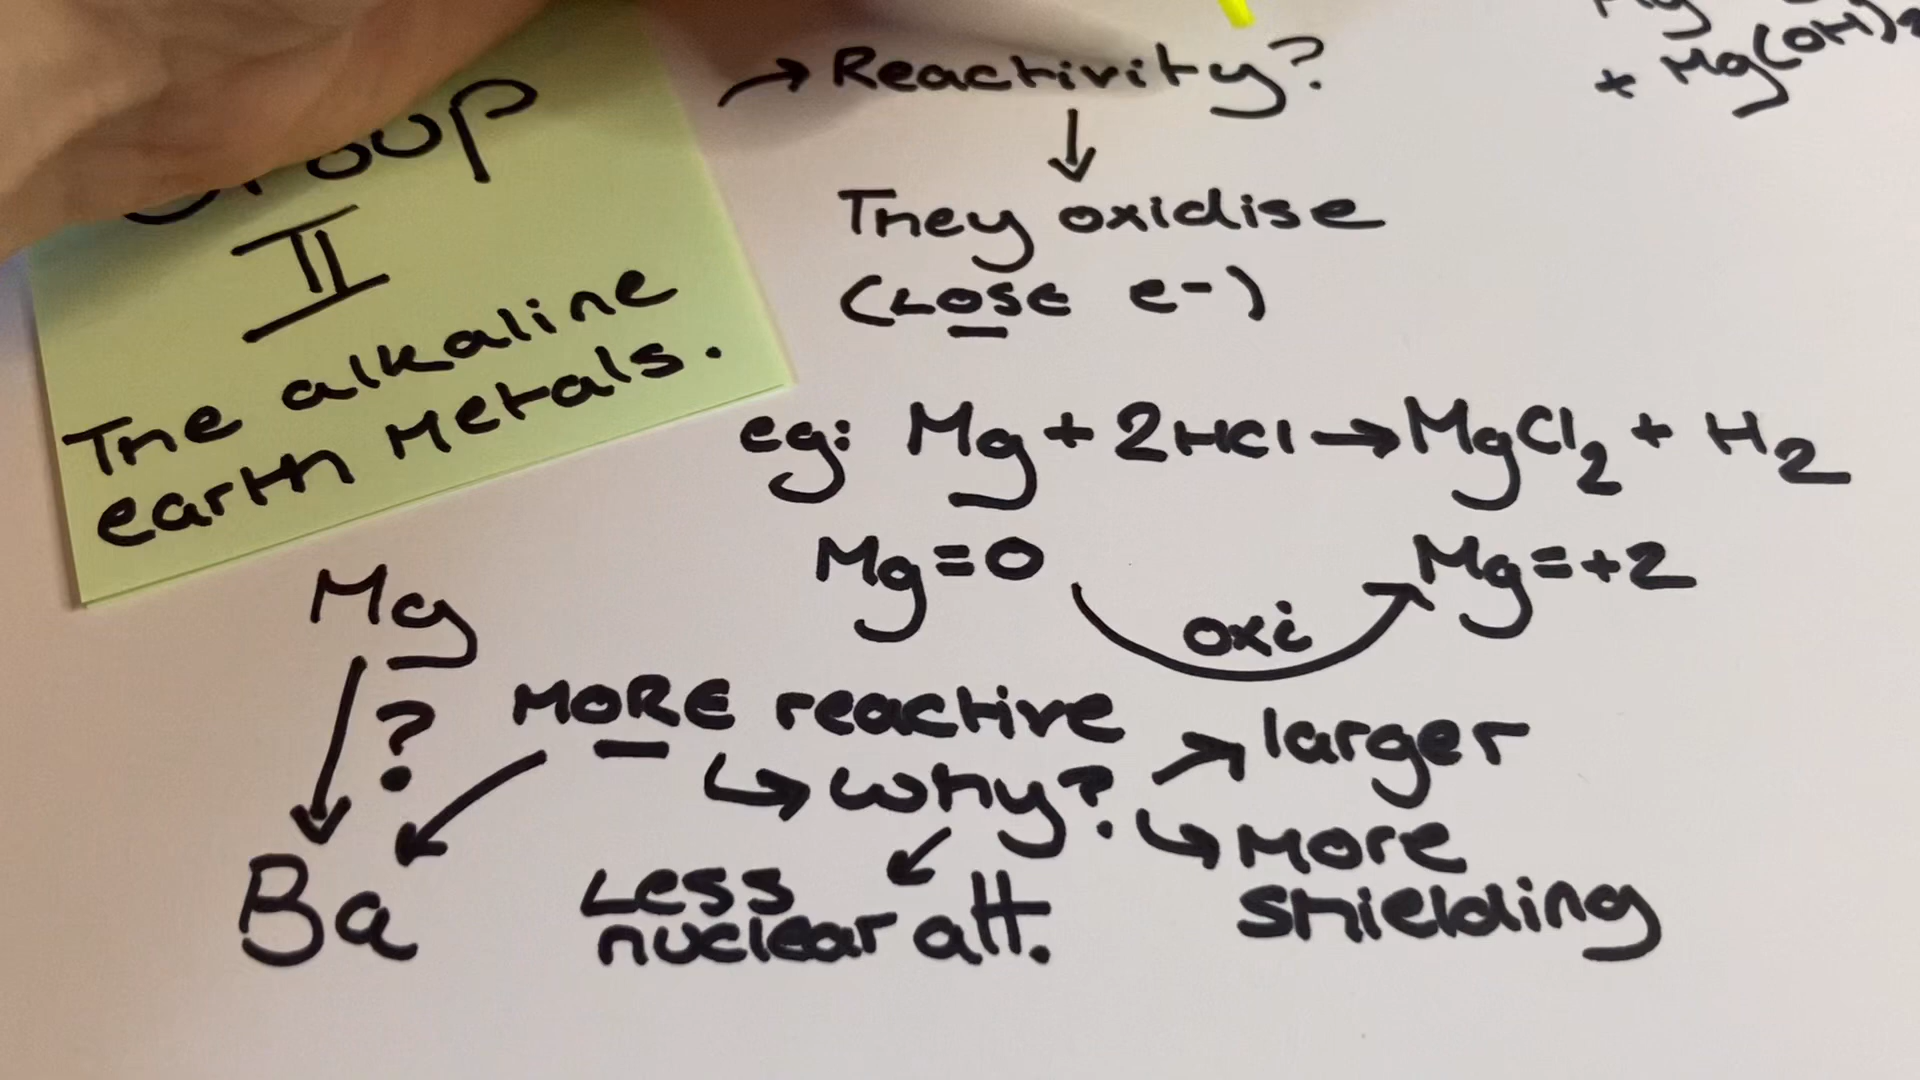 Group
II
The alkaline
earth Metals.
→ Reactivity?
↓
They oxidise
(LOSE e-)
eg: Mg + 2HCl → MgCl2 + H2
Mg=0
oxi
Mg=+2
Mg
?
Ba
MORE reactive
↳ why?
→ larger
↳ More
shielding
Less
nuclear att.
Mg
+ Mg(OH)2